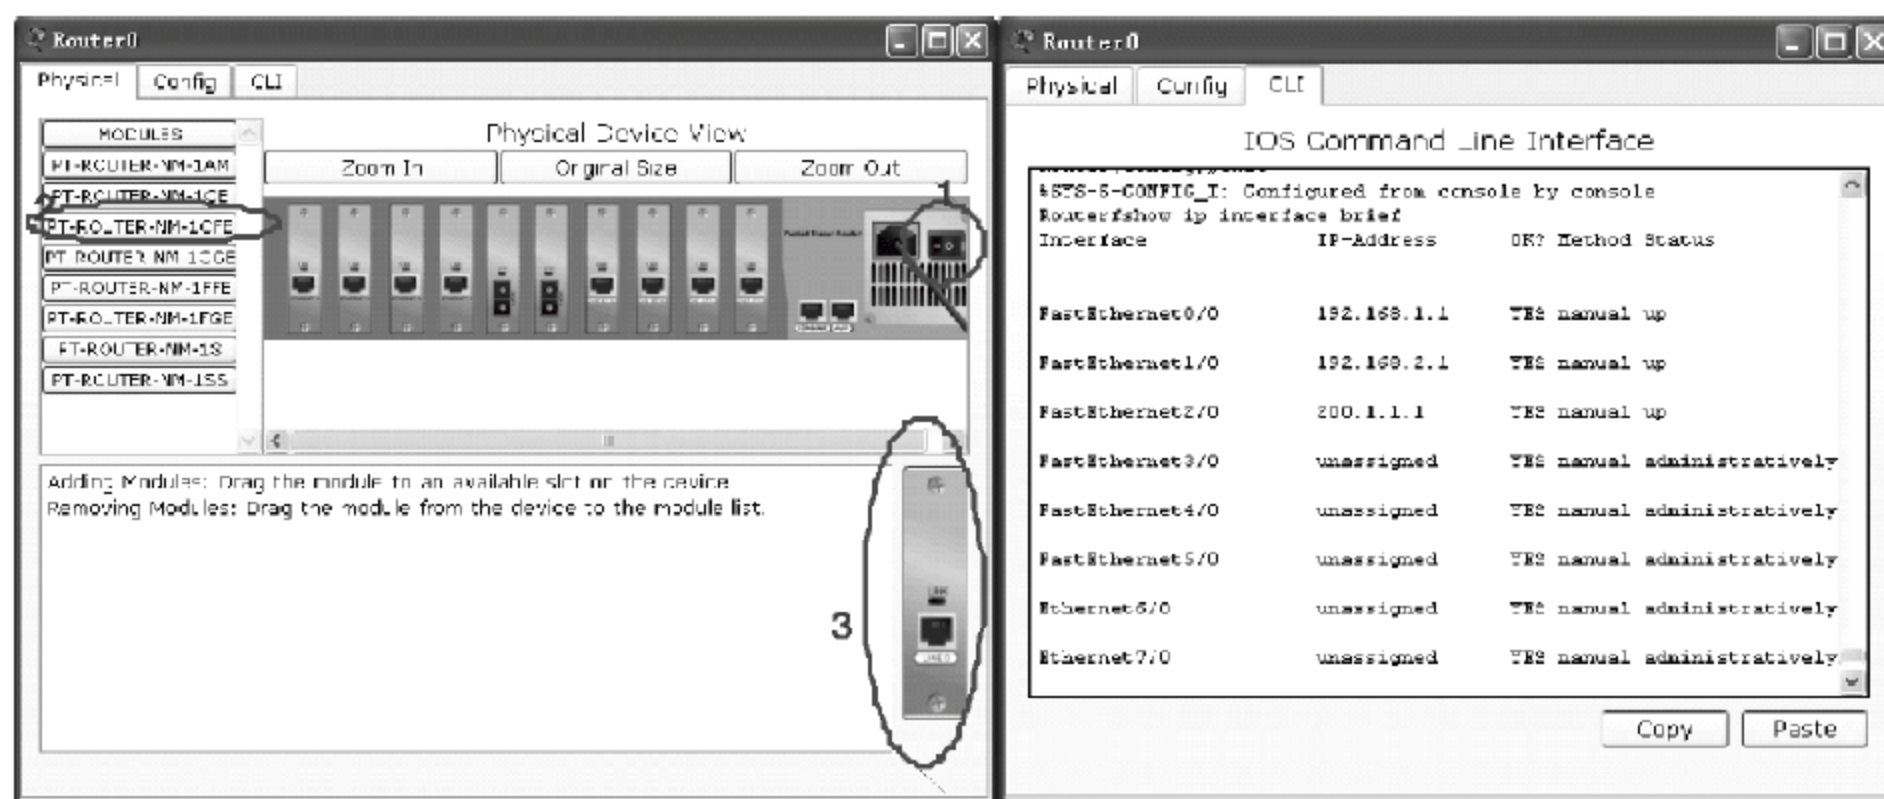 Router0
Physical Config CLI
MODULES
PT-ROUTER-NM-1AM
PT-ROUTER-NM-1CE
PT-ROUTER-NM-1CFE
PT-ROUTER-NM-1CGE
PT-ROUTER-NM-1FFE
PT-ROUTER-NM-1FGE
PT-ROUTER-NM-1S
PT-ROUTER-NM-1SS
Physical Device View
Zoom In Original Size Zoom Out
1
Adding Modules: Drag the module to an available slot on the device
Removing Modules: Drag the module from the device to the module list.
3
Router0
Physical Config CLI
IOS Command Line Interface
%SYS-5-CONFIG_I: Configured from console by console
Router#show ip interface brief
Interface IP-Address OK? Method Status
FastEthernet0/0 192.168.1.1 YES manual up
FastEthernet1/0 192.168.2.1 YES manual up
FastEthernet2/0 200.1.1.1 YES manual up
FastEthernet3/0 unassigned YES manual administratively
FastEthernet4/0 unassigned YES manual administratively
FastEthernet5/0 unassigned YES manual administratively
Ethernet6/0 unassigned YES manual administratively
Ethernet7/0 unassigned YES manual administratively
Copy Paste